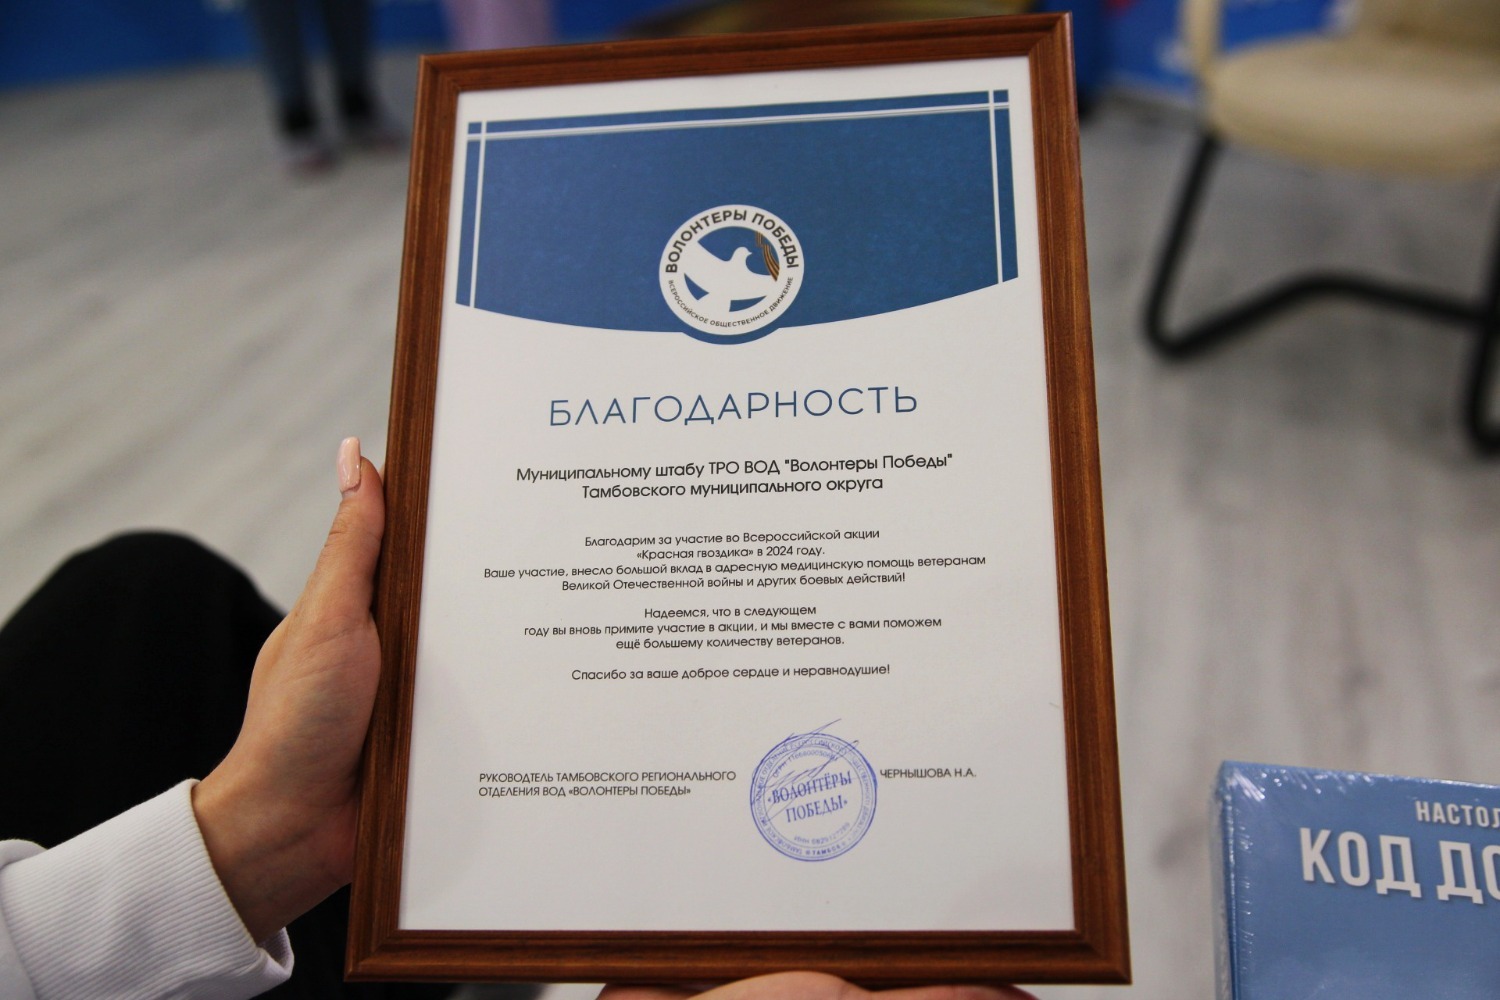 ВОЛОНТЕРЫ ПОБЕДЫ
ВСЕРОССИЙСКОЕ ОБЩЕСТВЕННОЕ ДВИЖЕНИЕ
БЛАГОДАРНОСТЬ
Муниципальному штабу ТРО ВОД "Волонтеры Победы"
Тамбовского муниципального округа
Благодарим за участие во Всероссийской акции
«Красная гвоздика» в 2024 году.
Ваше участие, внесло большой вклад в адресную медицинскую помощь ветеранам
Великой Отечественной войны и других боевых действий!
Надеемся, что в следующем
году вы вновь примите участие в акции, и мы вместе с вами поможем
ещё большему количеству ветеранов.
Спасибо за ваше доброе сердце и неравнодушие!
РУКОВОДТЕЛЬ ТАМБОВСКОГО РЕГИОНАЛЬНОГО
ОТДЕЛЕНИЯ ВОД «ВОЛОНТЕРЫ ПОБЕДЫ»
«ВОЛОНТЁРЫ
ПОБЕДЫ»
ЧЕРНЫШОВА Н.А.
НАСТОЛ
КОД ДО